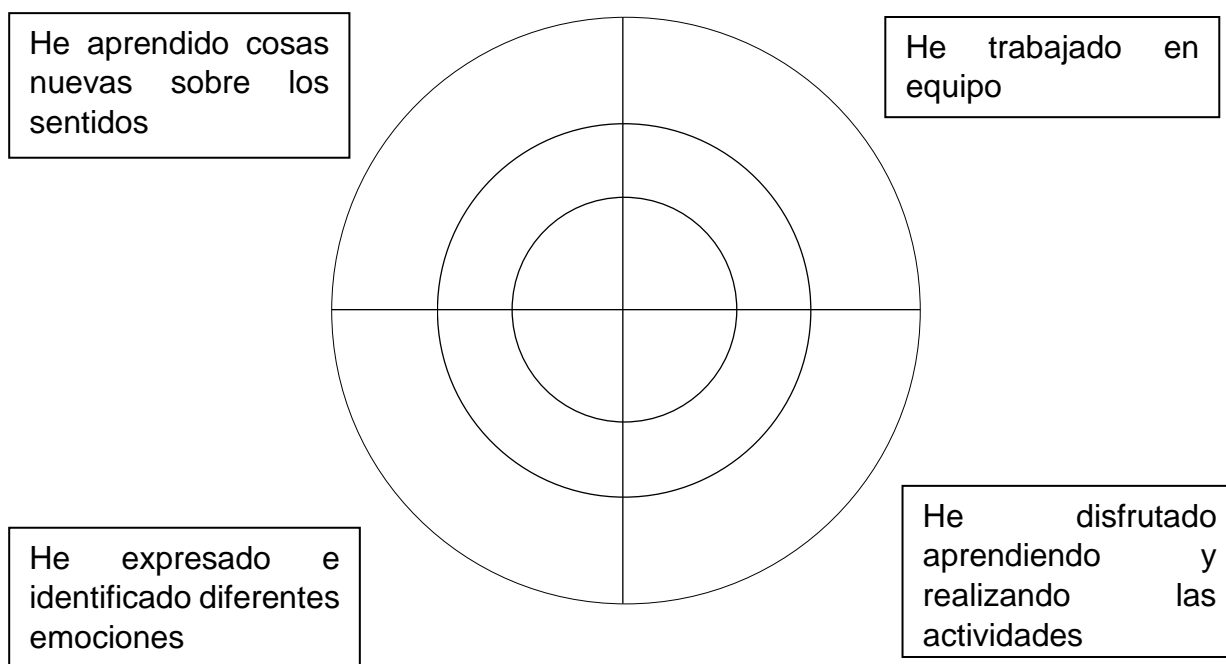 He aprendido cosas
nuevas sobre los
sentidos
He trabajado en
equipo
He expresado e
identificado diferentes
emociones
He disfrutado
aprendiendo y
realizando las
actividades